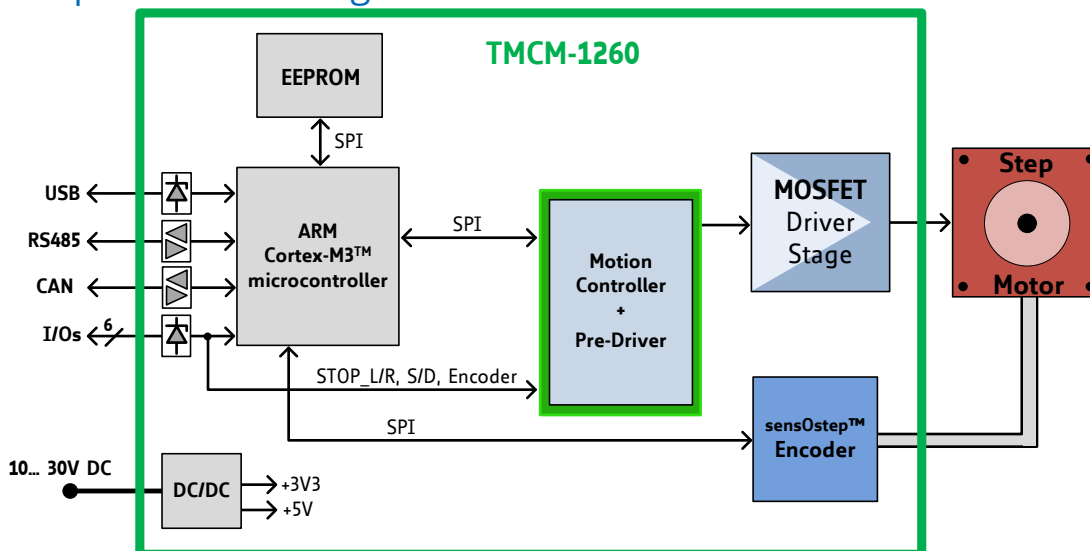 TMCM-1260
EEPROM
SPI
USB
RS485
CAN
I/Os
6
ARM
Cortex-M3™
microcontroller
SPI
Motion
Controller
+
Pre-Driver
MOSFET
Driver
Stage
Step
Motor
STOP_L/R, S/D, Encoder
SPI
sensOstep™
Encoder
10... 30V DC
DC/DC
+3V3
+5V